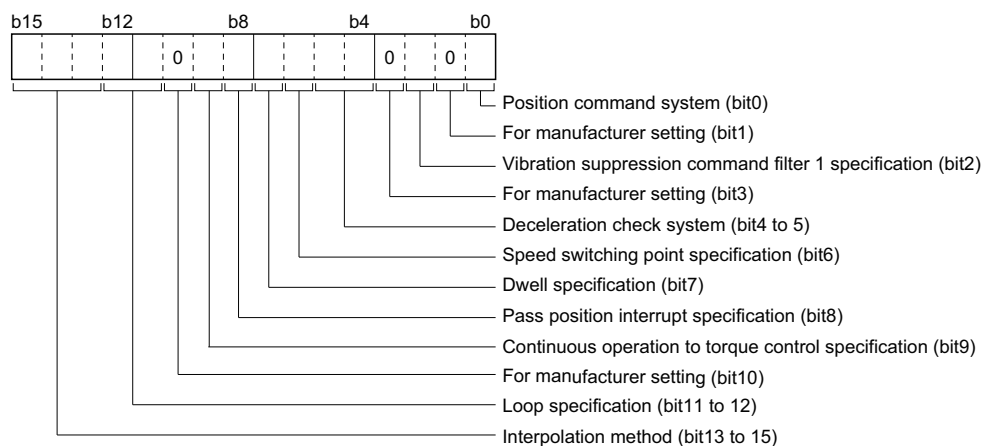 b15 b12 b8 b4 b0
0 0 0
Position command system (bit0)
For manufacturer setting (bit1)
Vibration suppression command filter 1 specification (bit2)
For manufacturer setting (bit3)
Deceleration check system (bit4 to 5)
Speed switching point specification (bit6)
Dwell specification (bit7)
Pass position interrupt specification (bit8)
Continuous operation to torque control specification (bit9)
For manufacturer setting (bit10)
Loop specification (bit11 to 12)
Interpolation method (bit13 to 15)